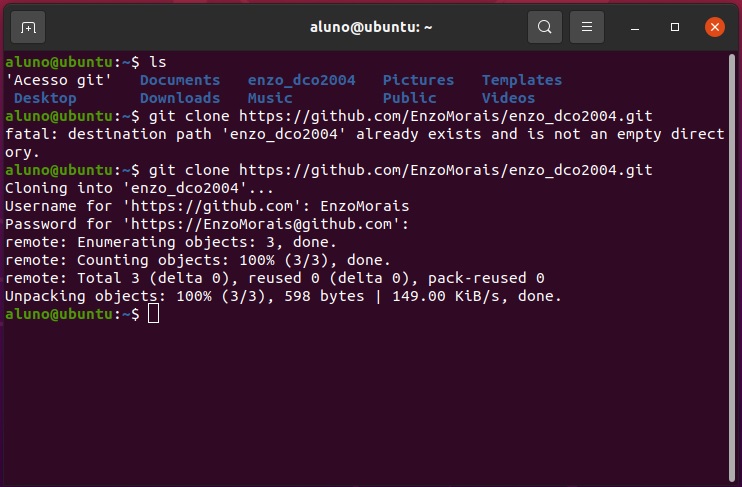 aluno@ubuntu: ~
aluno@ubuntu:~$ ls
'Acesso git'   Documents   enzo_dco2004   Pictures   Templates
 Desktop       Downloads   Music          Public     Videos
aluno@ubuntu:~$ git clone https://github.com/EnzoMorais/enzo_dco2004.git
fatal: destination path 'enzo_dco2004' already exists and is not an empty direct
ory.
aluno@ubuntu:~$ git clone https://github.com/EnzoMorais/enzo_dco2004.git
Cloning into 'enzo_dco2004'...
Username for 'https://github.com': EnzoMorais
Password for 'https://EnzoMorais@github.com':
remote: Enumerating objects: 3, done.
remote: Counting objects: 100% (3/3), done.
remote: Total 3 (delta 0), reused 0 (delta 0), pack-reused 0
Unpacking objects: 100% (3/3), 598 bytes | 149.00 KiB/s, done.
aluno@ubuntu:~$